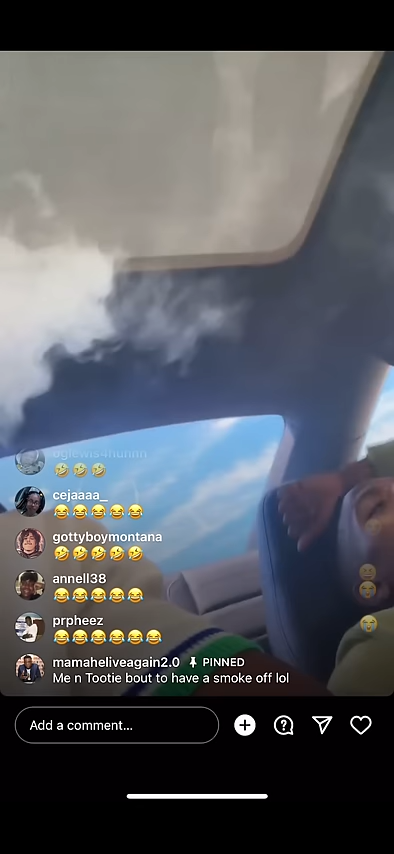 cejaaaa_
🤣🤣🤣
😂😂😂😂😂
gottyboymontana
🤣🤣🤣🤣🤣
annell38
😂😂😂😂😂
prpheez
😂😂😂😂😂😂
mamaheliveagain2.0 PINNED
Me n Tootie bout to have a smoke off lol
Add a comment...